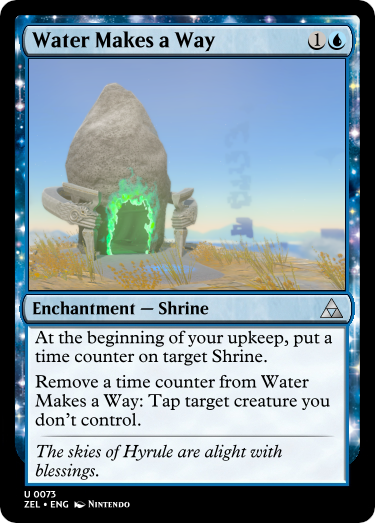 Water Makes a Way 1
Enchantment — Shrine
At the beginning of your upkeep, put a
time counter on target Shrine.
Remove a time counter from Water
Makes a Way: Tap target creature you
don't control.
The skies of Hyrule are alight with
blessings.
U 0073
ZEL • ENG Nintendo